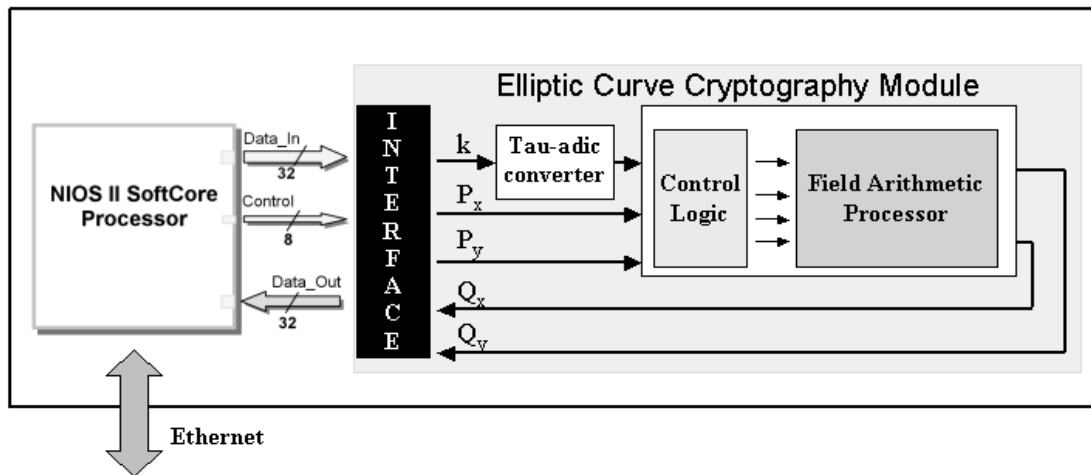 Elliptic Curve Cryptography Module
NIOS II SoftCore
Processor
Data_In
32
Control
8
Data_Out
32
INTERFACE
k
Px
Py
Qx
Qy
Tau-adic
converter
Control
Logic
Field Arithmetic
Processor
Ethernet